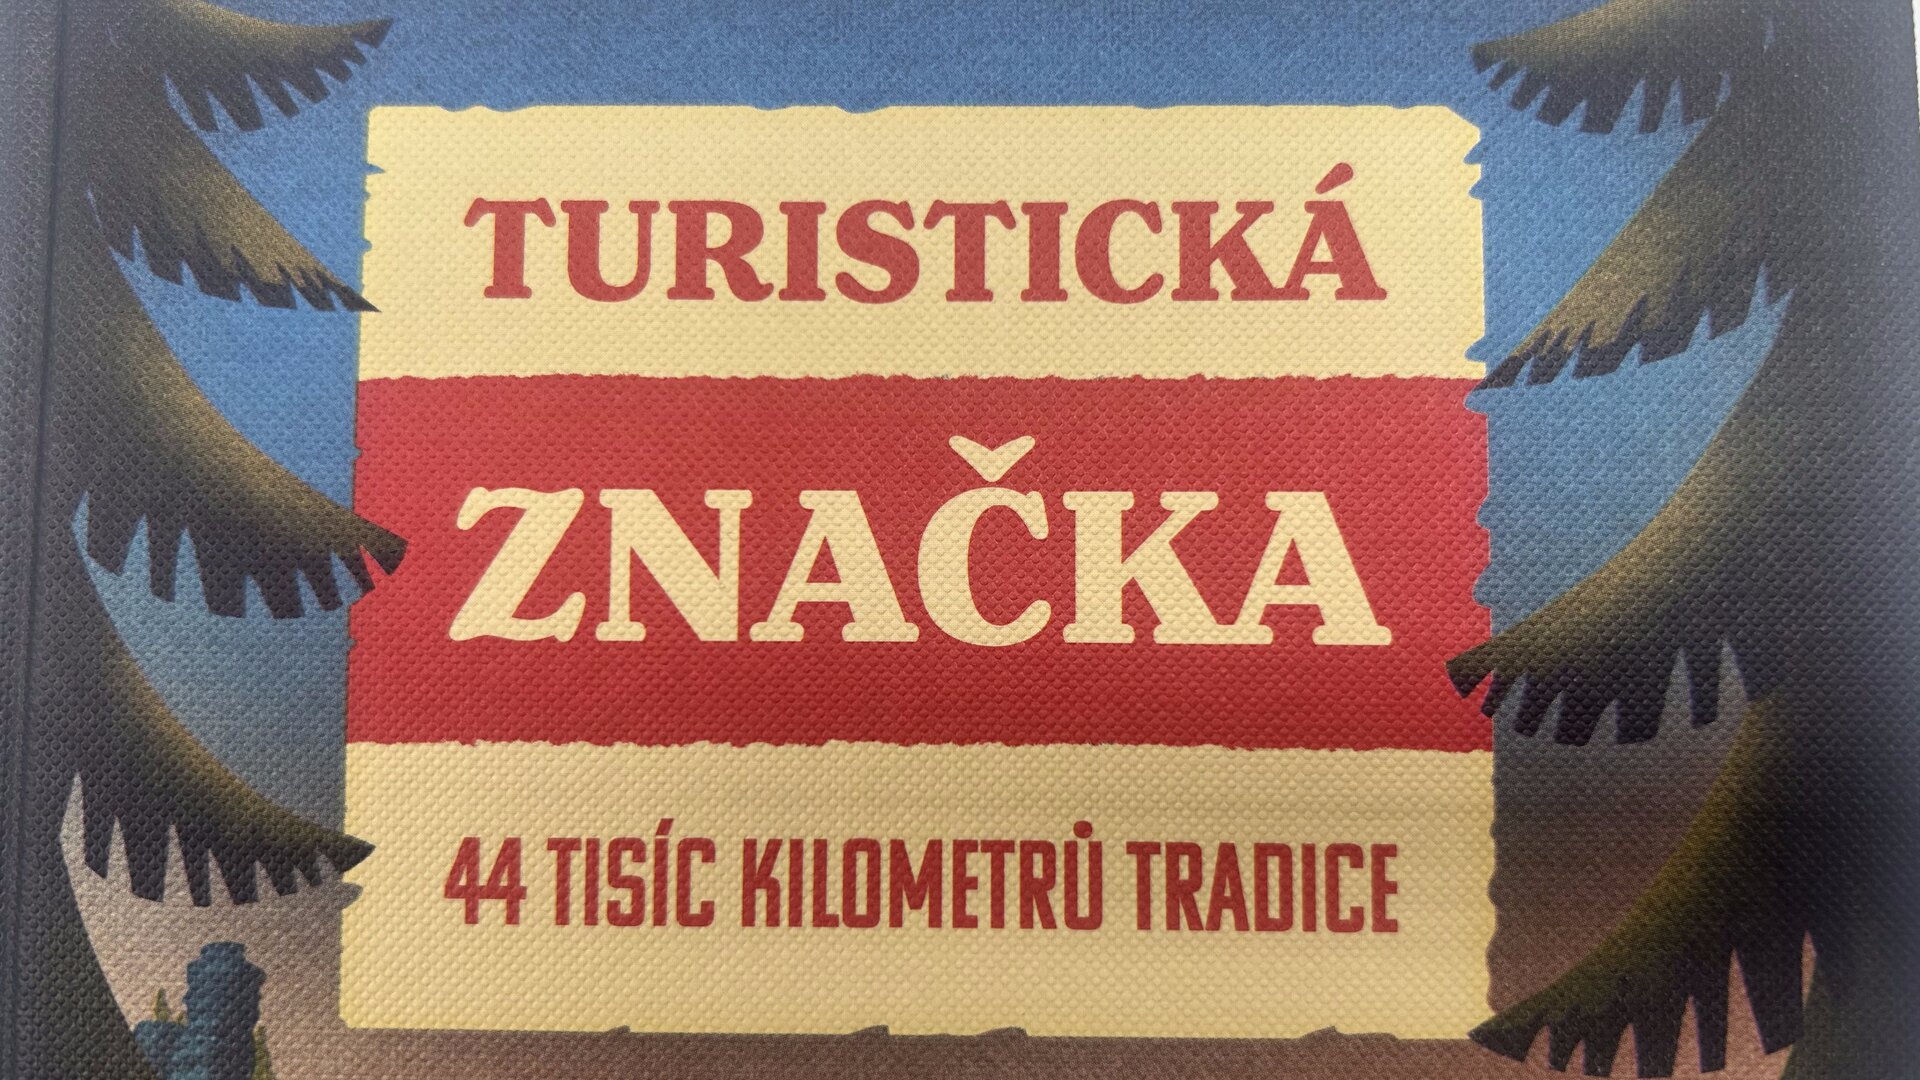 TURISTICKÁ
ZNAČKA
44 TISÍC KILOMETRŮ TRADICE